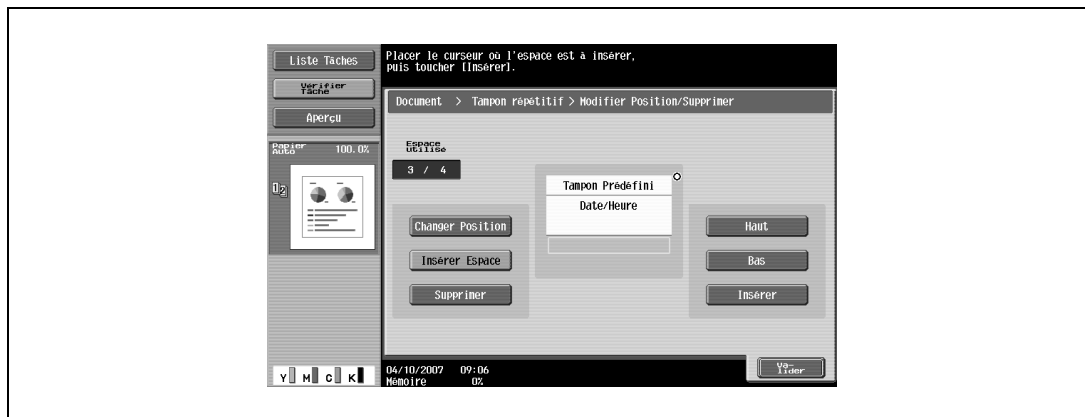 Liste Tâches
Vérifier
Tâche
Aperçu
Papier
Auto 100.0%
Y M C K
Placer le curseur où l'espace est à insérer,
puis toucher [Insérer].
Document > Tampon répétitif > Modifier Position/Supprimer
Espace
utilisé
3 / 4
Tampon Prédéfini
Date/Heure
Changer Position
Insérer Espace
Supprimer
Haut
Bas
Insérer
04/10/2007 09:06
Mémoire 0%
Va-
lider